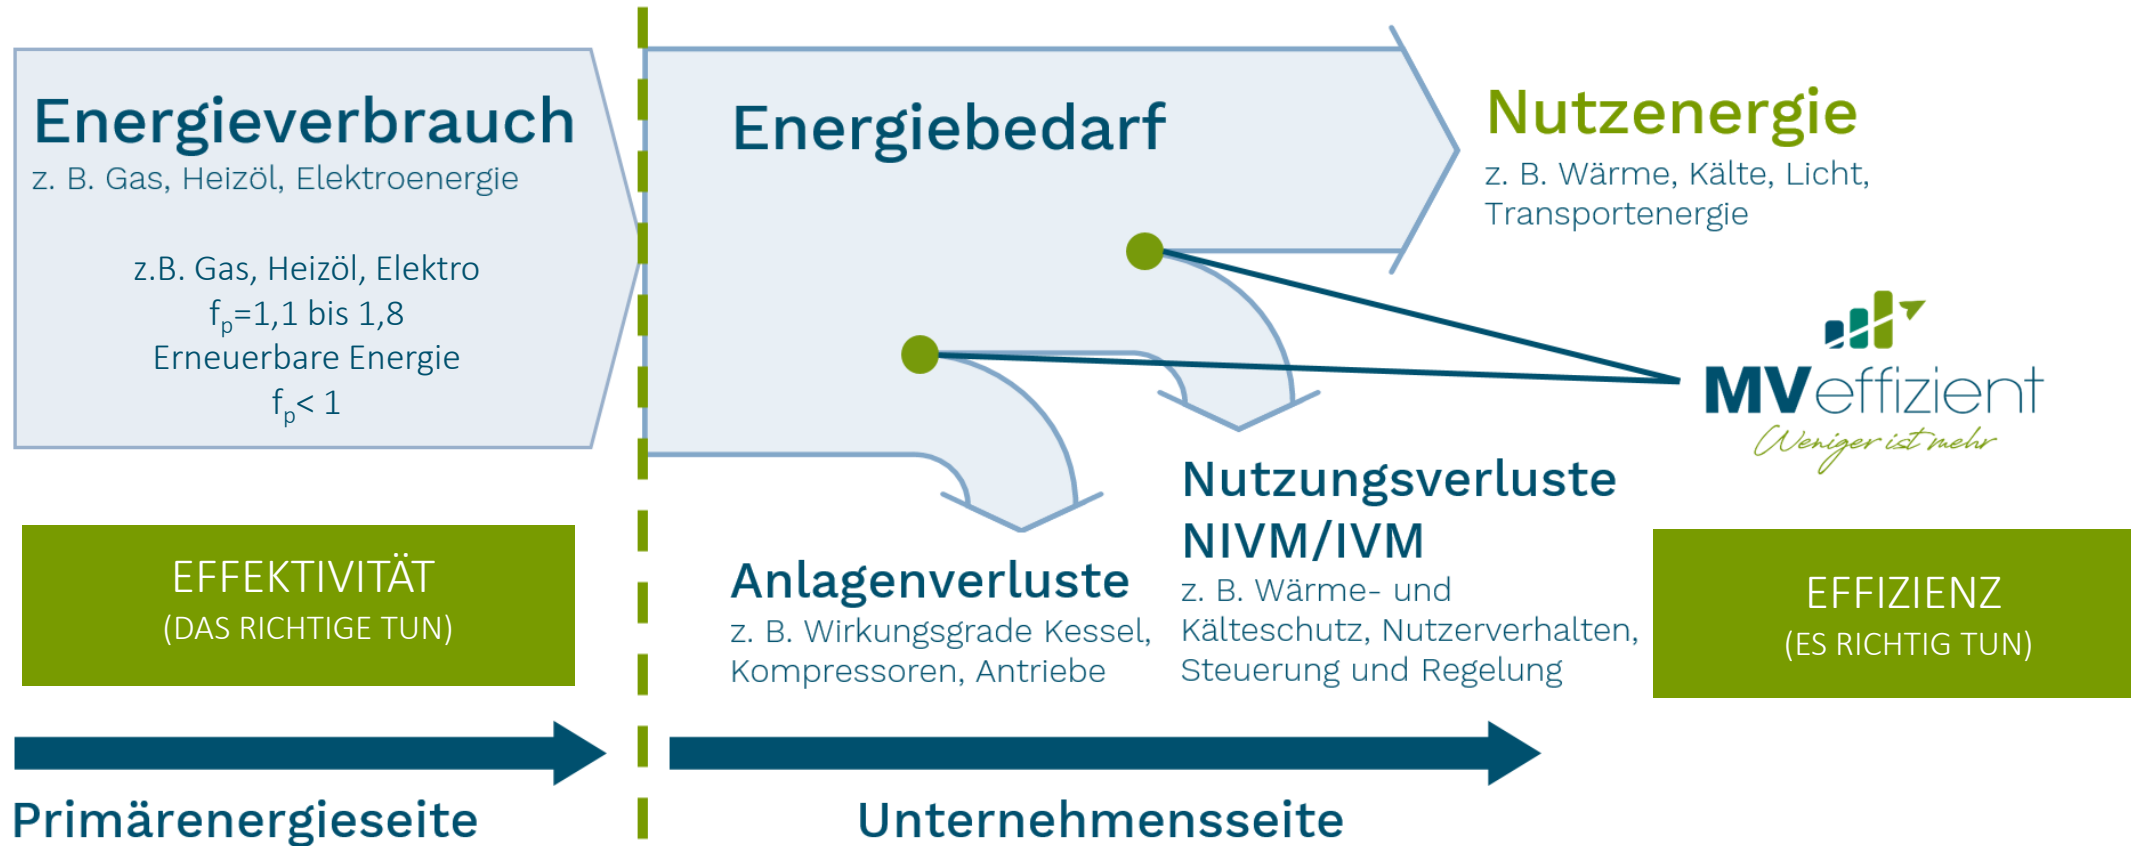 Energieverbrauch
z. B. Gas, Heizöl, Elektroenergie
z.B. Gas, Heizöl, Elektro
fp=1,1 bis 1,8
Erneuerbare Energie
fp< 1
EFFEKTIVITÄT
(DAS RICHTIGE TUN)
Primärenergieseite
Energiebedarf
Nutzenergie
z. B. Wärme, Kälte, Licht,
Transportenergie
MVeffizient
Weniger ist mehr
Anlagenverluste
z. B. Wirkungsgrade Kessel,
Kompressoren, Antriebe
Nutzungsverluste
NIVM/IVM
z. B. Wärme- und
Kälteschutz, Nutzerverhalten,
Steuerung und Regelung
EFFIZIENZ
(ES RICHTIG TUN)
Unternehmensseite